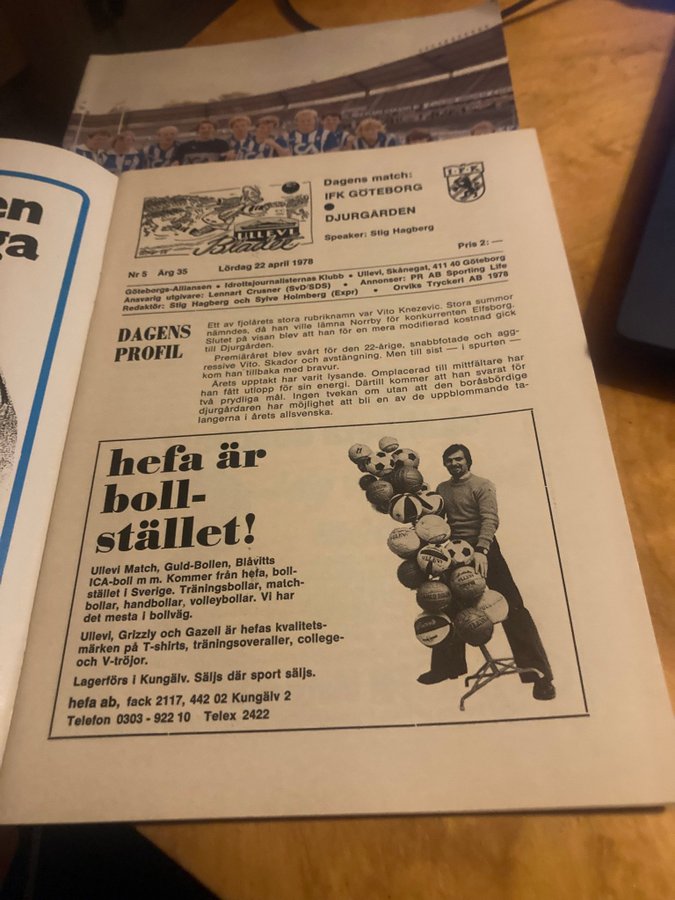 en
ga
Dagens match:
IFK GÖTEBORG
DJURGÅRDEN
Speaker: Stig Hagberg
I.F.K
ULLEVI
Bladet
Nr 5 Årg 35 Lördag 22 april 1978 Pris 2:—
Göteborgs-Alliansen • Idrottsjournalisternas Klubb • Ullevi, Skånegat, 411 40 Göteborg
Ansvarig utgivare: Lennart Crusner (SvD'SDS) • Annonser: PR AB Sporting Life
Redaktör: Stig Hagberg och Sylve Holmberg (Expr) • Orviks Tryckeri AB 1978
DAGENS
PROFIL
Ett av fjolårets stora rubriknamn var Vito Knezevic. Stora summor
nämndes, då han ville lämna Norrby för konkurrenten Elfsborg.
Slutet på visan blev att han för en mera modifierad kostnad gick
till Djurgården.
Premiäråret blev svårt för den 22-årige, snabbfotade och agg-
ressive Vito. Skador och avstängning. Men till sist — i spurten —
kom han tillbaka med bravur.
Årets upptakt har varit lysande. Omplacerad till mittfältare har
han fått utlopp för sin energi. Därtill kommer att han svarat för
två prydliga mål. Ingen tvekan om utan att den boråsbördige
djurgårdaren har möjlighet att bli en av de uppblommande ta-
langerna i årets allsvenska.
hefa är
boll-
stället!
Ullevi Match, Guld-Bollen, Blåvitts
ICA-boll m m. Kommer från hefa, boll-
stället i Sverige. Träningsbollar, match-
bollar, handbollar, volleybollar. Vi har
det mesta i bollväg.
Ullevi, Grizzly och Gazell är hefas kvalitets-
märken på T-shirts, träningsoveraller, college-
och V-tröjor.
Lagerförs i Kungälv. Säljs där sport säljs.
hefa ab, fack 2117, 442 02 Kungälv 2
Telefon 0303 - 922 10 Telex 2422